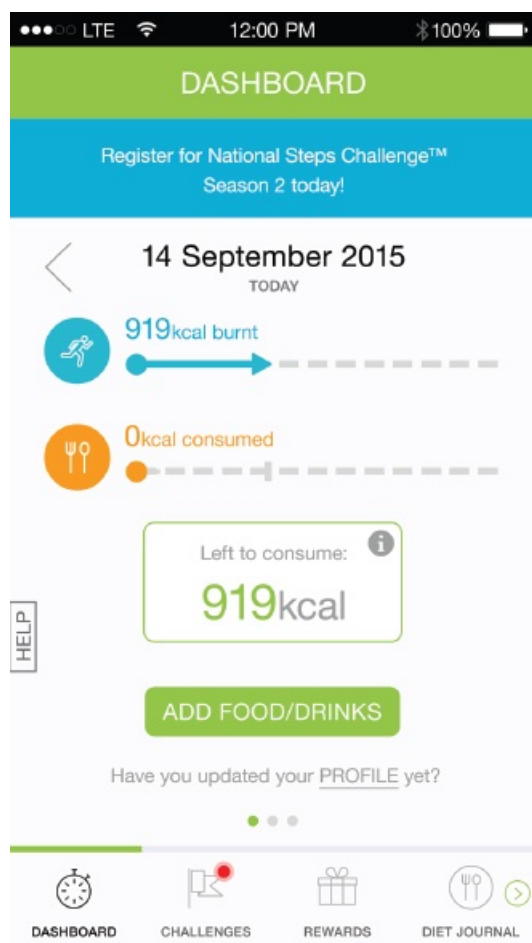 LTE 12:00 PM 100%
DASHBOARD
Register for National Steps Challenge™
Season 2 today!
14 September 2015
TODAY
919kcal burnt
0kcal consumed
Left to consume:
919kcal
HELP
ADD FOOD/DRINKS
Have you updated your PROFILE yet?
DASHBOARD CHALLENGES REWARDS DIET JOURNAL